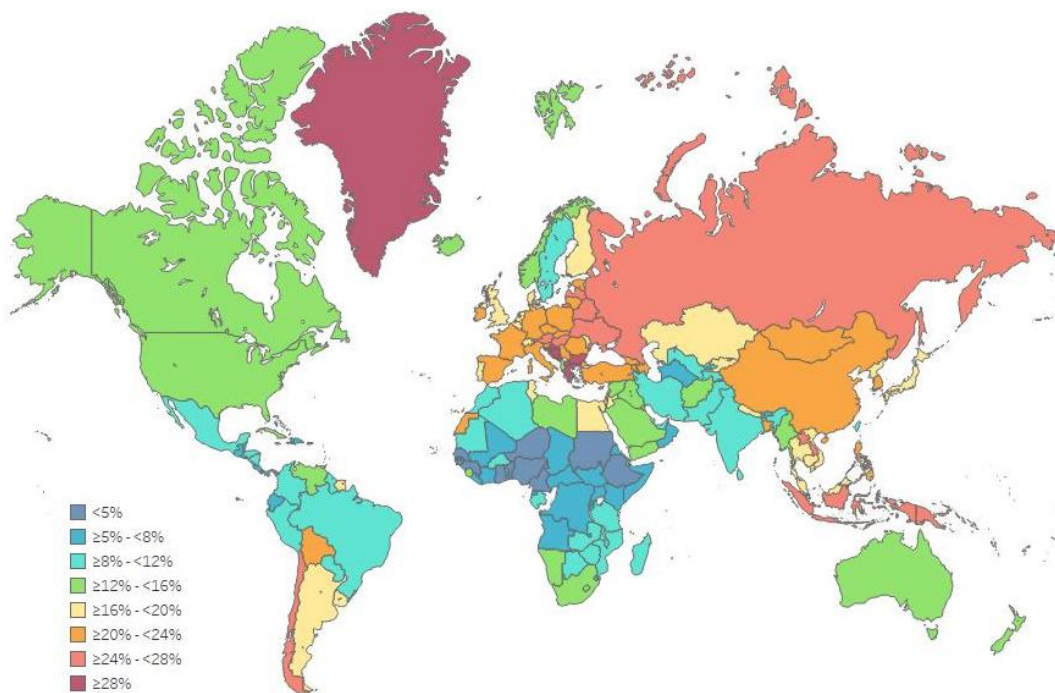 <5%
≥5% - <8%
≥8% - <12%
≥12% - <16%
≥16% - <20%
≥20% - <24%
≥24% - <28%
≥28%